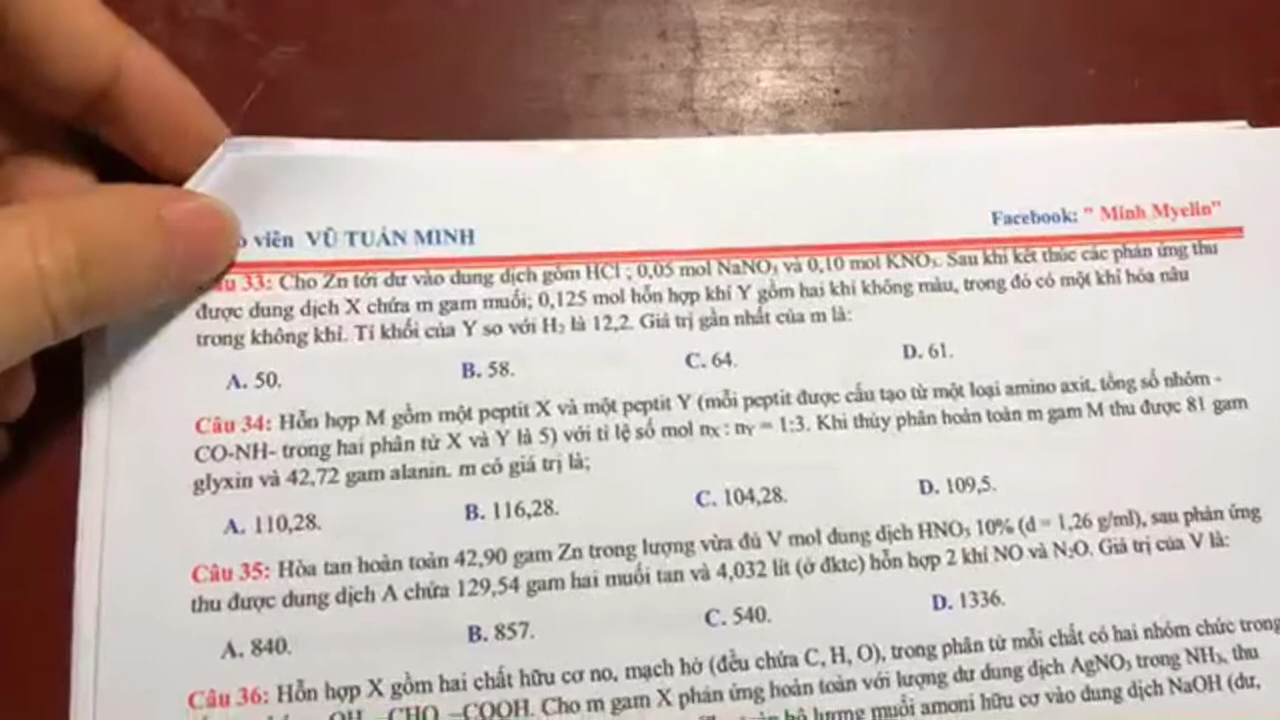 viên VŨ TUẤN MINH
Facebook: " Minh Myelin"
33: Cho Zn tới dư vào dung dịch gồm HCl ; 0,05 mol NaNO₃ và 0,10 mol KNO₃. Sau khi kết thúc các phản ứng thu
được dung dịch X chứa m gam muối; 0,125 mol hỗn hợp khí Y gồm hai khí không màu, trong đó có một khí hóa nâu
trong không khí. Tỉ khối của Y so với H₂ là 12,2. Giá trị gần nhất của m là:
A. 50. B. 58. C. 64. D. 61.
Câu 34: Hỗn hợp M gồm một peptit X và một peptit Y (mỗi peptit được cấu tạo từ một loại amino axit, tổng số nhóm -
CO-NH- trong hai phân tử X và Y là 5) với tỉ lệ số mol nX : nY = 1:3. Khi thủy phân hoàn toàn m gam M thu được 81 gam
glyxin và 42,72 gam alanin. m có giá trị là;
A. 110,28. B. 116,28. C. 104,28. D. 109,5.
Câu 35: Hòa tan hoàn toàn 42,90 gam Zn trong lượng vừa đủ V mol dung dịch HNO₃ 10% (d = 1,26 g/ml), sau phản ứng
thu được dung dịch A chứa 129,54 gam hai muối tan và 4,032 lít (ở đktc) hỗn hợp 2 khí NO và N₂O. Giá trị của V là:
A. 840. B. 857. C. 540. D. 1336.
Câu 36: Hỗn hợp X gồm hai chất hữu cơ no, mạch hở (đều chứa C, H, O), trong phân tử mỗi chất có hai nhóm chức trong
OH, –CHO, –COOH. Cho m gam X phản ứng hoàn toàn với lượng dư dung dịch AgNO₃ trong NH₃, thu
bộ lượng muối amoni hữu cơ vào dung dịch NaOH (dư,